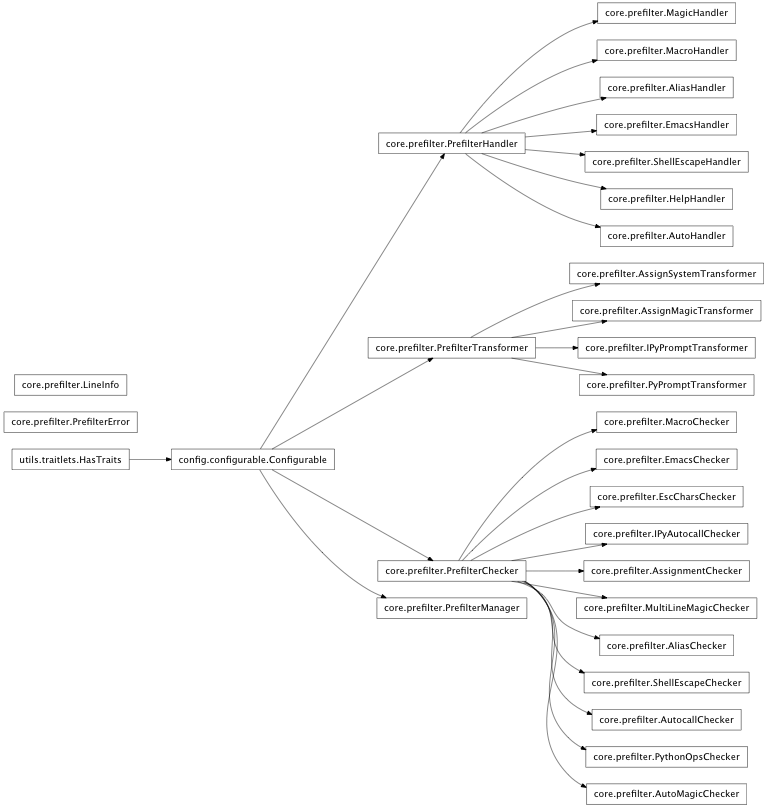 core.prefilter.MagicHandler
core.prefilter.MacroHandler
core.prefilter.AliasHandler
core.prefilter.EmacsHandler
core.prefilter.PrefilterHandler
core.prefilter.ShellEscapeHandler
core.prefilter.HelpHandler
core.prefilter.AutoHandler
core.prefilter.AssignSystemTransformer
core.prefilter.AssignMagicTransformer
core.prefilter.PrefilterTransformer
core.prefilter.IPyPromptTransformer
core.prefilter.LineInfo
core.prefilter.PyPromptTransformer
core.prefilter.PrefilterError
core.prefilter.MacroChecker
utils.traitlets.HasTraits
config.configurable.Configurable
core.prefilter.EmacsChecker
core.prefilter.EscCharsChecker
core.prefilter.IPyAutocallChecker
core.prefilter.PrefilterChecker
core.prefilter.AssignmentChecker
core.prefilter.PrefilterManager
core.prefilter.MultiLineMagicChecker
core.prefilter.AliasChecker
core.prefilter.ShellEscapeChecker
core.prefilter.AutocallChecker
core.prefilter.PythonOpsChecker
core.prefilter.AutoMagicChecker